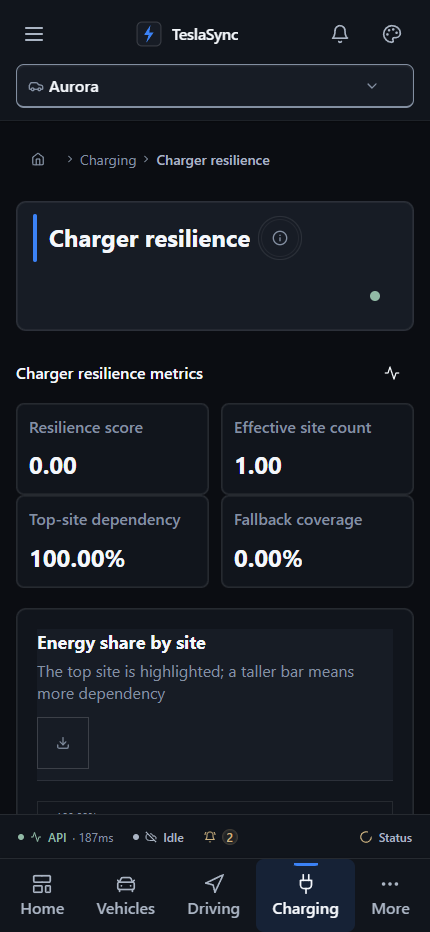 TeslaSync
Aurora
Charging
Charger resilience
Charger resilience
Charger resilience metrics
Resilience score
0.00
Effective site count
1.00
Top-site dependency
100.00%
Fallback coverage
0.00%
Energy share by site
The top site is highlighted; a taller bar means
more dependency
API · 187ms
Idle
2
Status
Home
Vehicles
Driving
Charging
More